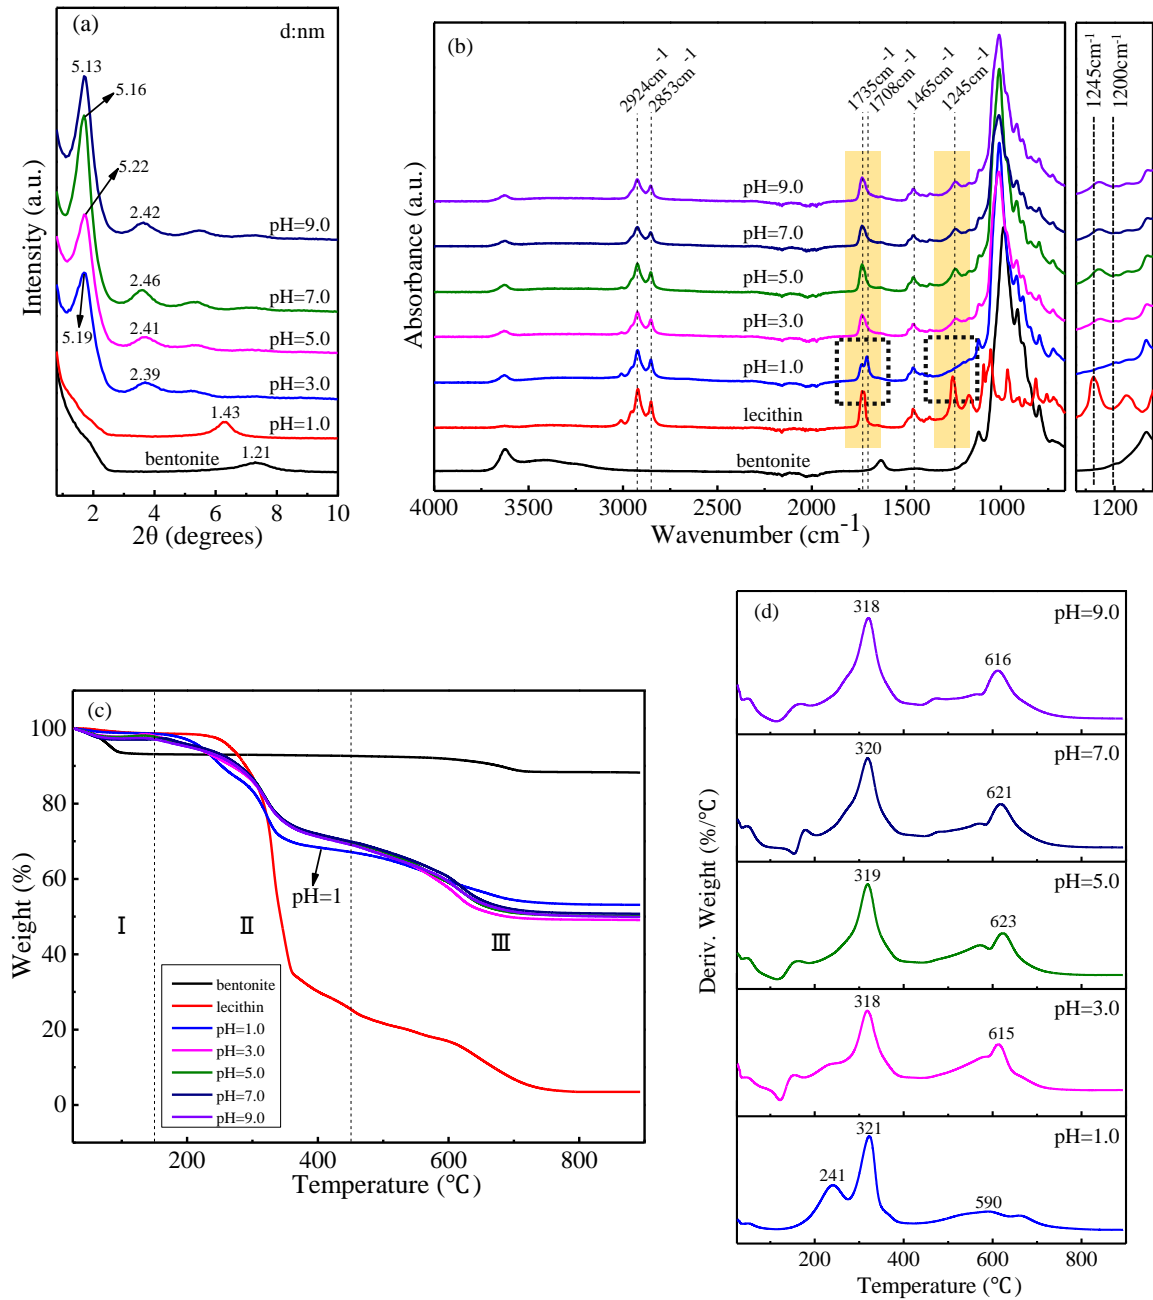 (a)
d:nm
5.13
5.16
5.22
2.42
pH=9.0
2.46
pH=7.0
5.19
2.41
pH=5.0
2.39
pH=3.0
1.43
pH=1.0
bentonite
1.21
Intensity (a.u.)
2 4 6 8 10
2θ (degrees)
(b)
2924cm-1
2853cm-1
1735cm-1
1708cm-1
1465cm-1
1245cm-1
1245cm-1
1200cm-1
pH=9.0
pH=7.0
pH=5.0
pH=3.0
pH=1.0
lecithin
bentonite
Absorbance (a.u.)
4000 3500 3000 2500 2000 1500 1000
1200
Wavenumber (cm-1)
(c)
100
80
60
40
20
0
Weight (%)
pH=1
Ⅰ
Ⅱ
Ⅲ
bentonite
lecithin
pH=1.0
pH=3.0
pH=5.0
pH=7.0
pH=9.0
200 400 600 800
Temperature (℃)
(d)
318
616
pH=9.0
320
621
pH=7.0
319
623
pH=5.0
318
615
pH=3.0
241
321
590
pH=1.0
Deriv. Weight (%/℃)
200 400 600 800
Temperature (℃)